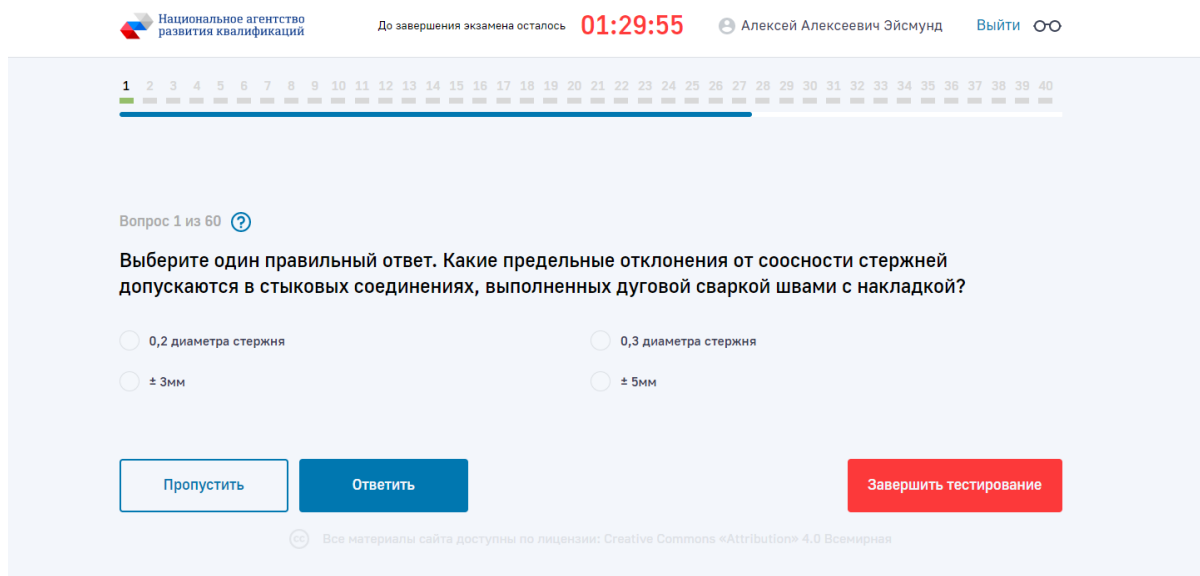 Национальное агентство
развития квалификаций
До завершения экзамена осталось 01:29:55 Алексей Алексеевич Эйсмунд Выйти
1 2 3 4 5 6 7 8 9 10 11 12 13 14 15 16 17 18 19 20 21 22 23 24 25 26 27 28 29 30 31 32 33 34 35 36 37 38 39 40
Вопрос 1 из 60 ?
Выберите один правильный ответ. Какие предельные отклонения от соосности стержней
допускаются в стыковых соединениях, выполненных дуговой сваркой швами с накладкой?
0,2 диаметра стержня
0,3 диаметра стержня
± 3мм
± 5мм
Пропустить Ответить Завершить тестирование
cc Все материалы сайта доступны по лицензии: Creative Commons «Attribution» 4.0 Всемирная